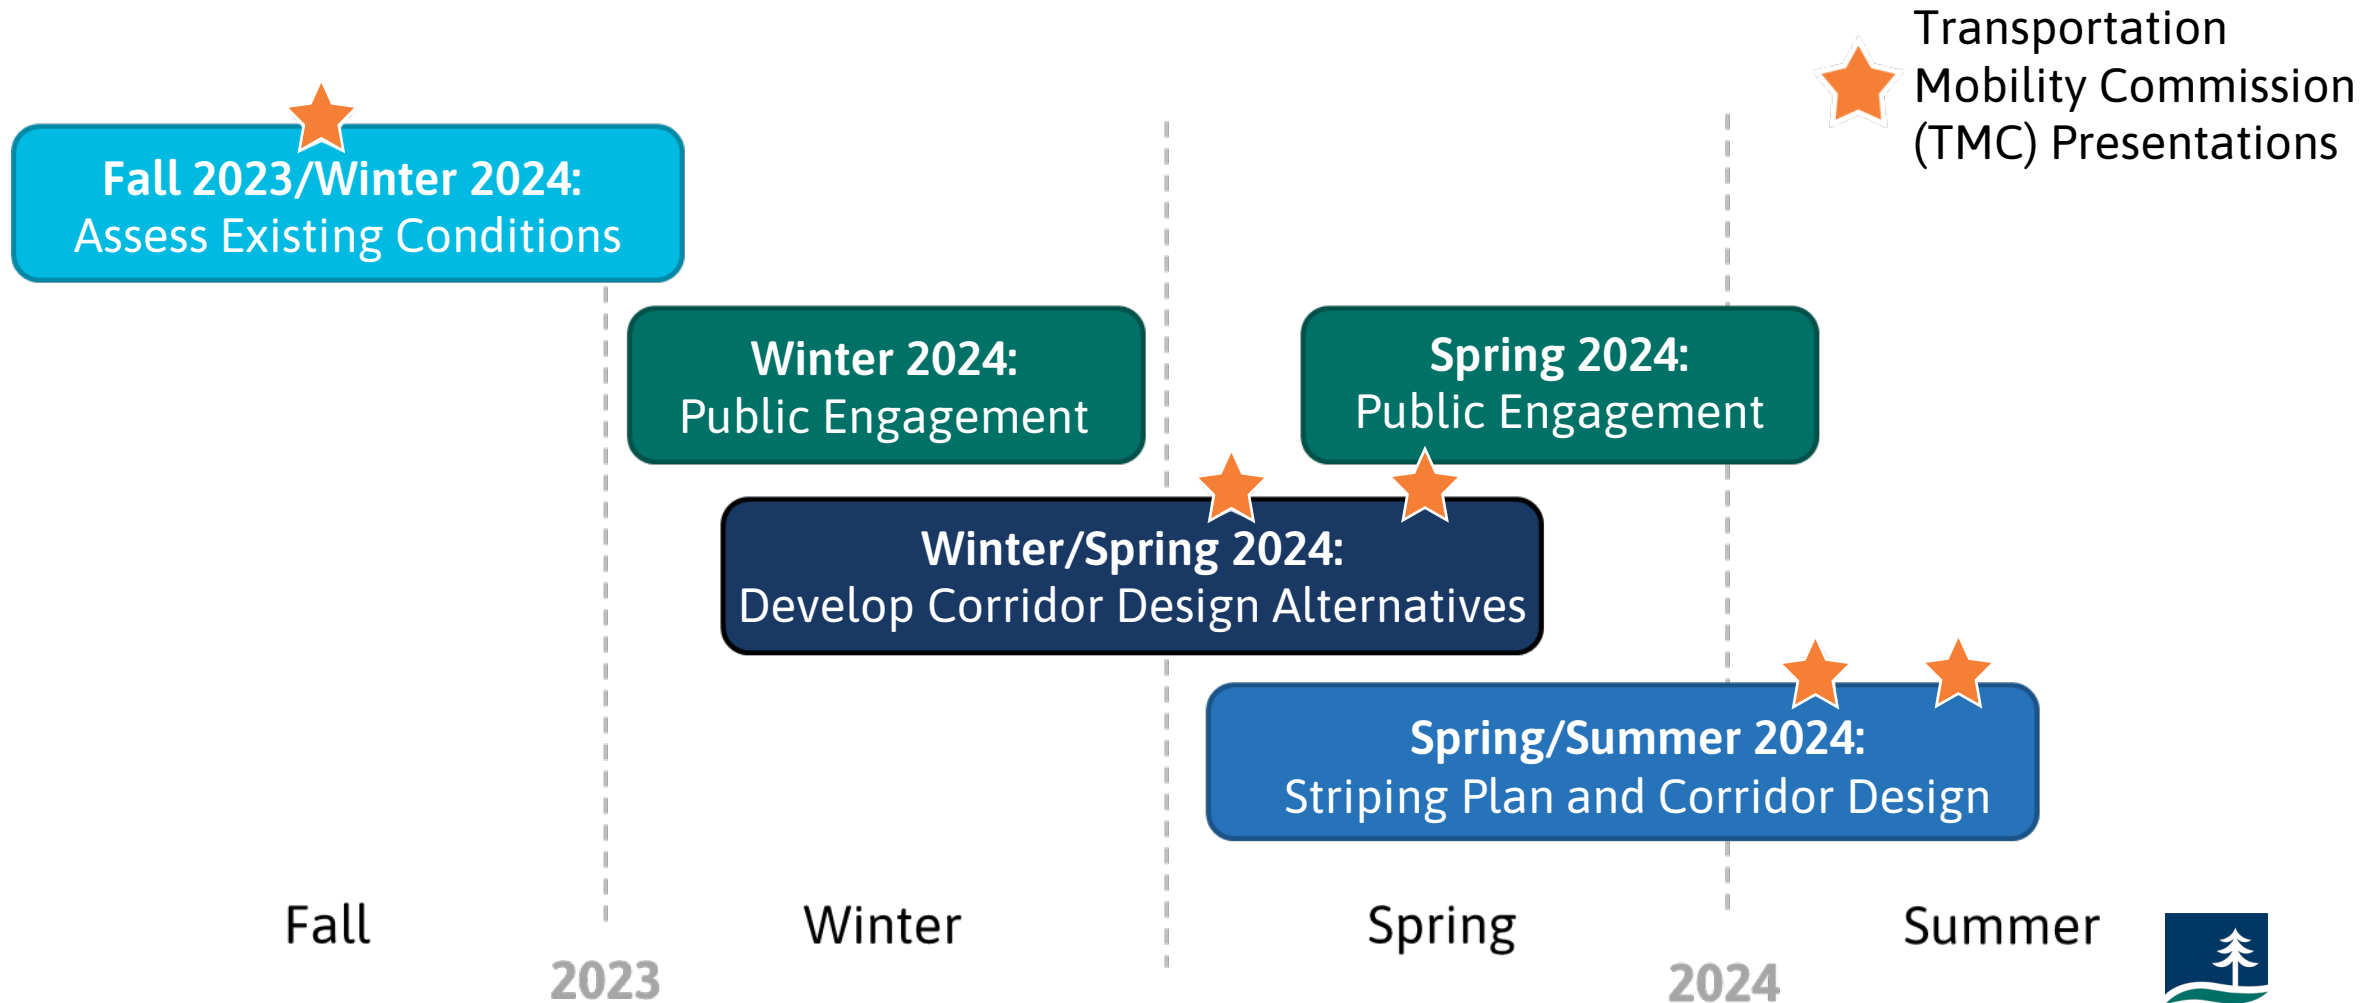 Transportation
Mobility Commission
(TMC) Presentations
Fall 2023/Winter 2024:
Assess Existing Conditions
Winter 2024:
Public Engagement
Spring 2024:
Public Engagement
Winter/Spring 2024:
Develop Corridor Design Alternatives
Spring/Summer 2024:
Striping Plan and Corridor Design
Fall
Winter
Spring
Summer
2023
2024